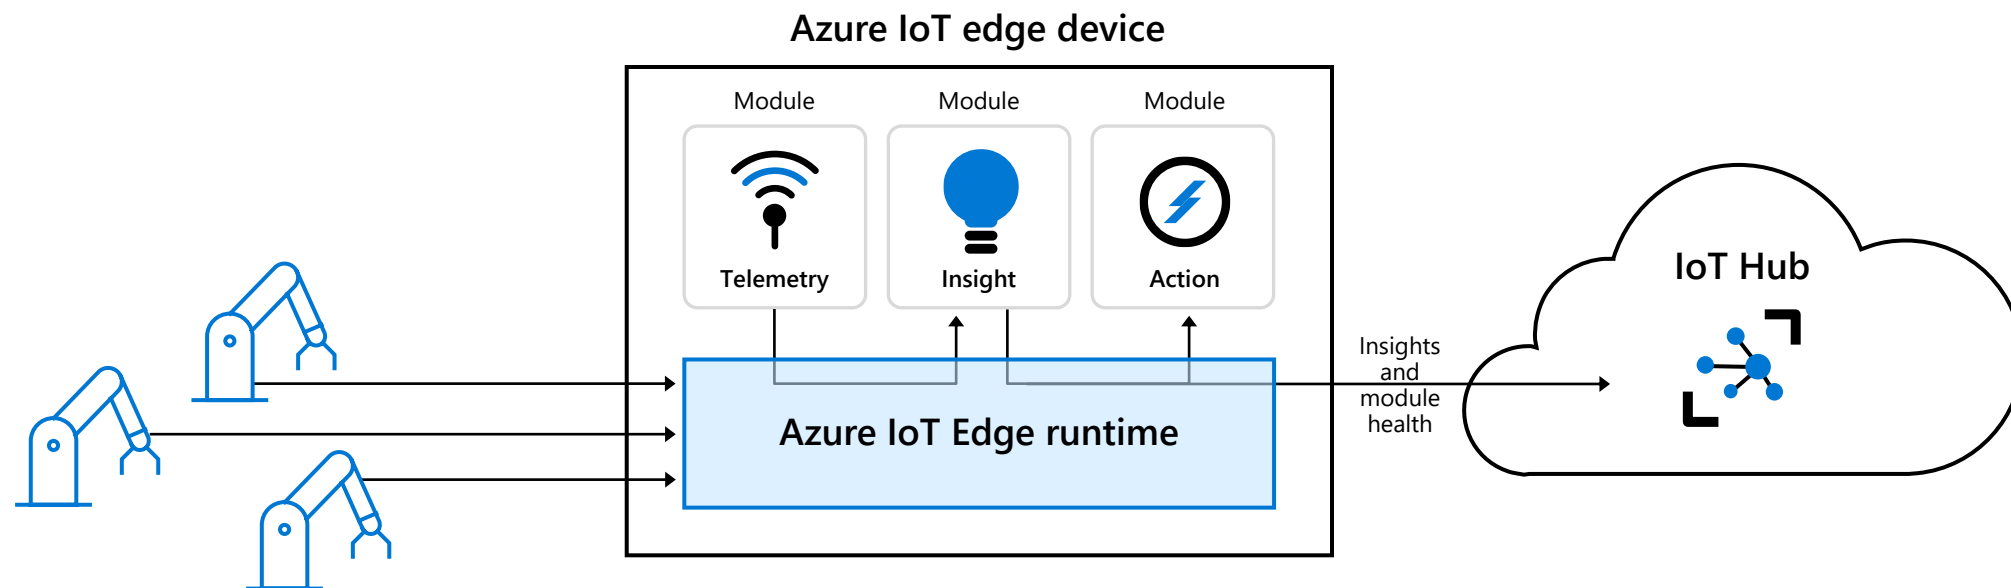 Azure IoT edge device
Module
Module
Module
Telemetry
Insight
Action
Azure IoT Edge runtime
Insights
and
module
health
IoT Hub